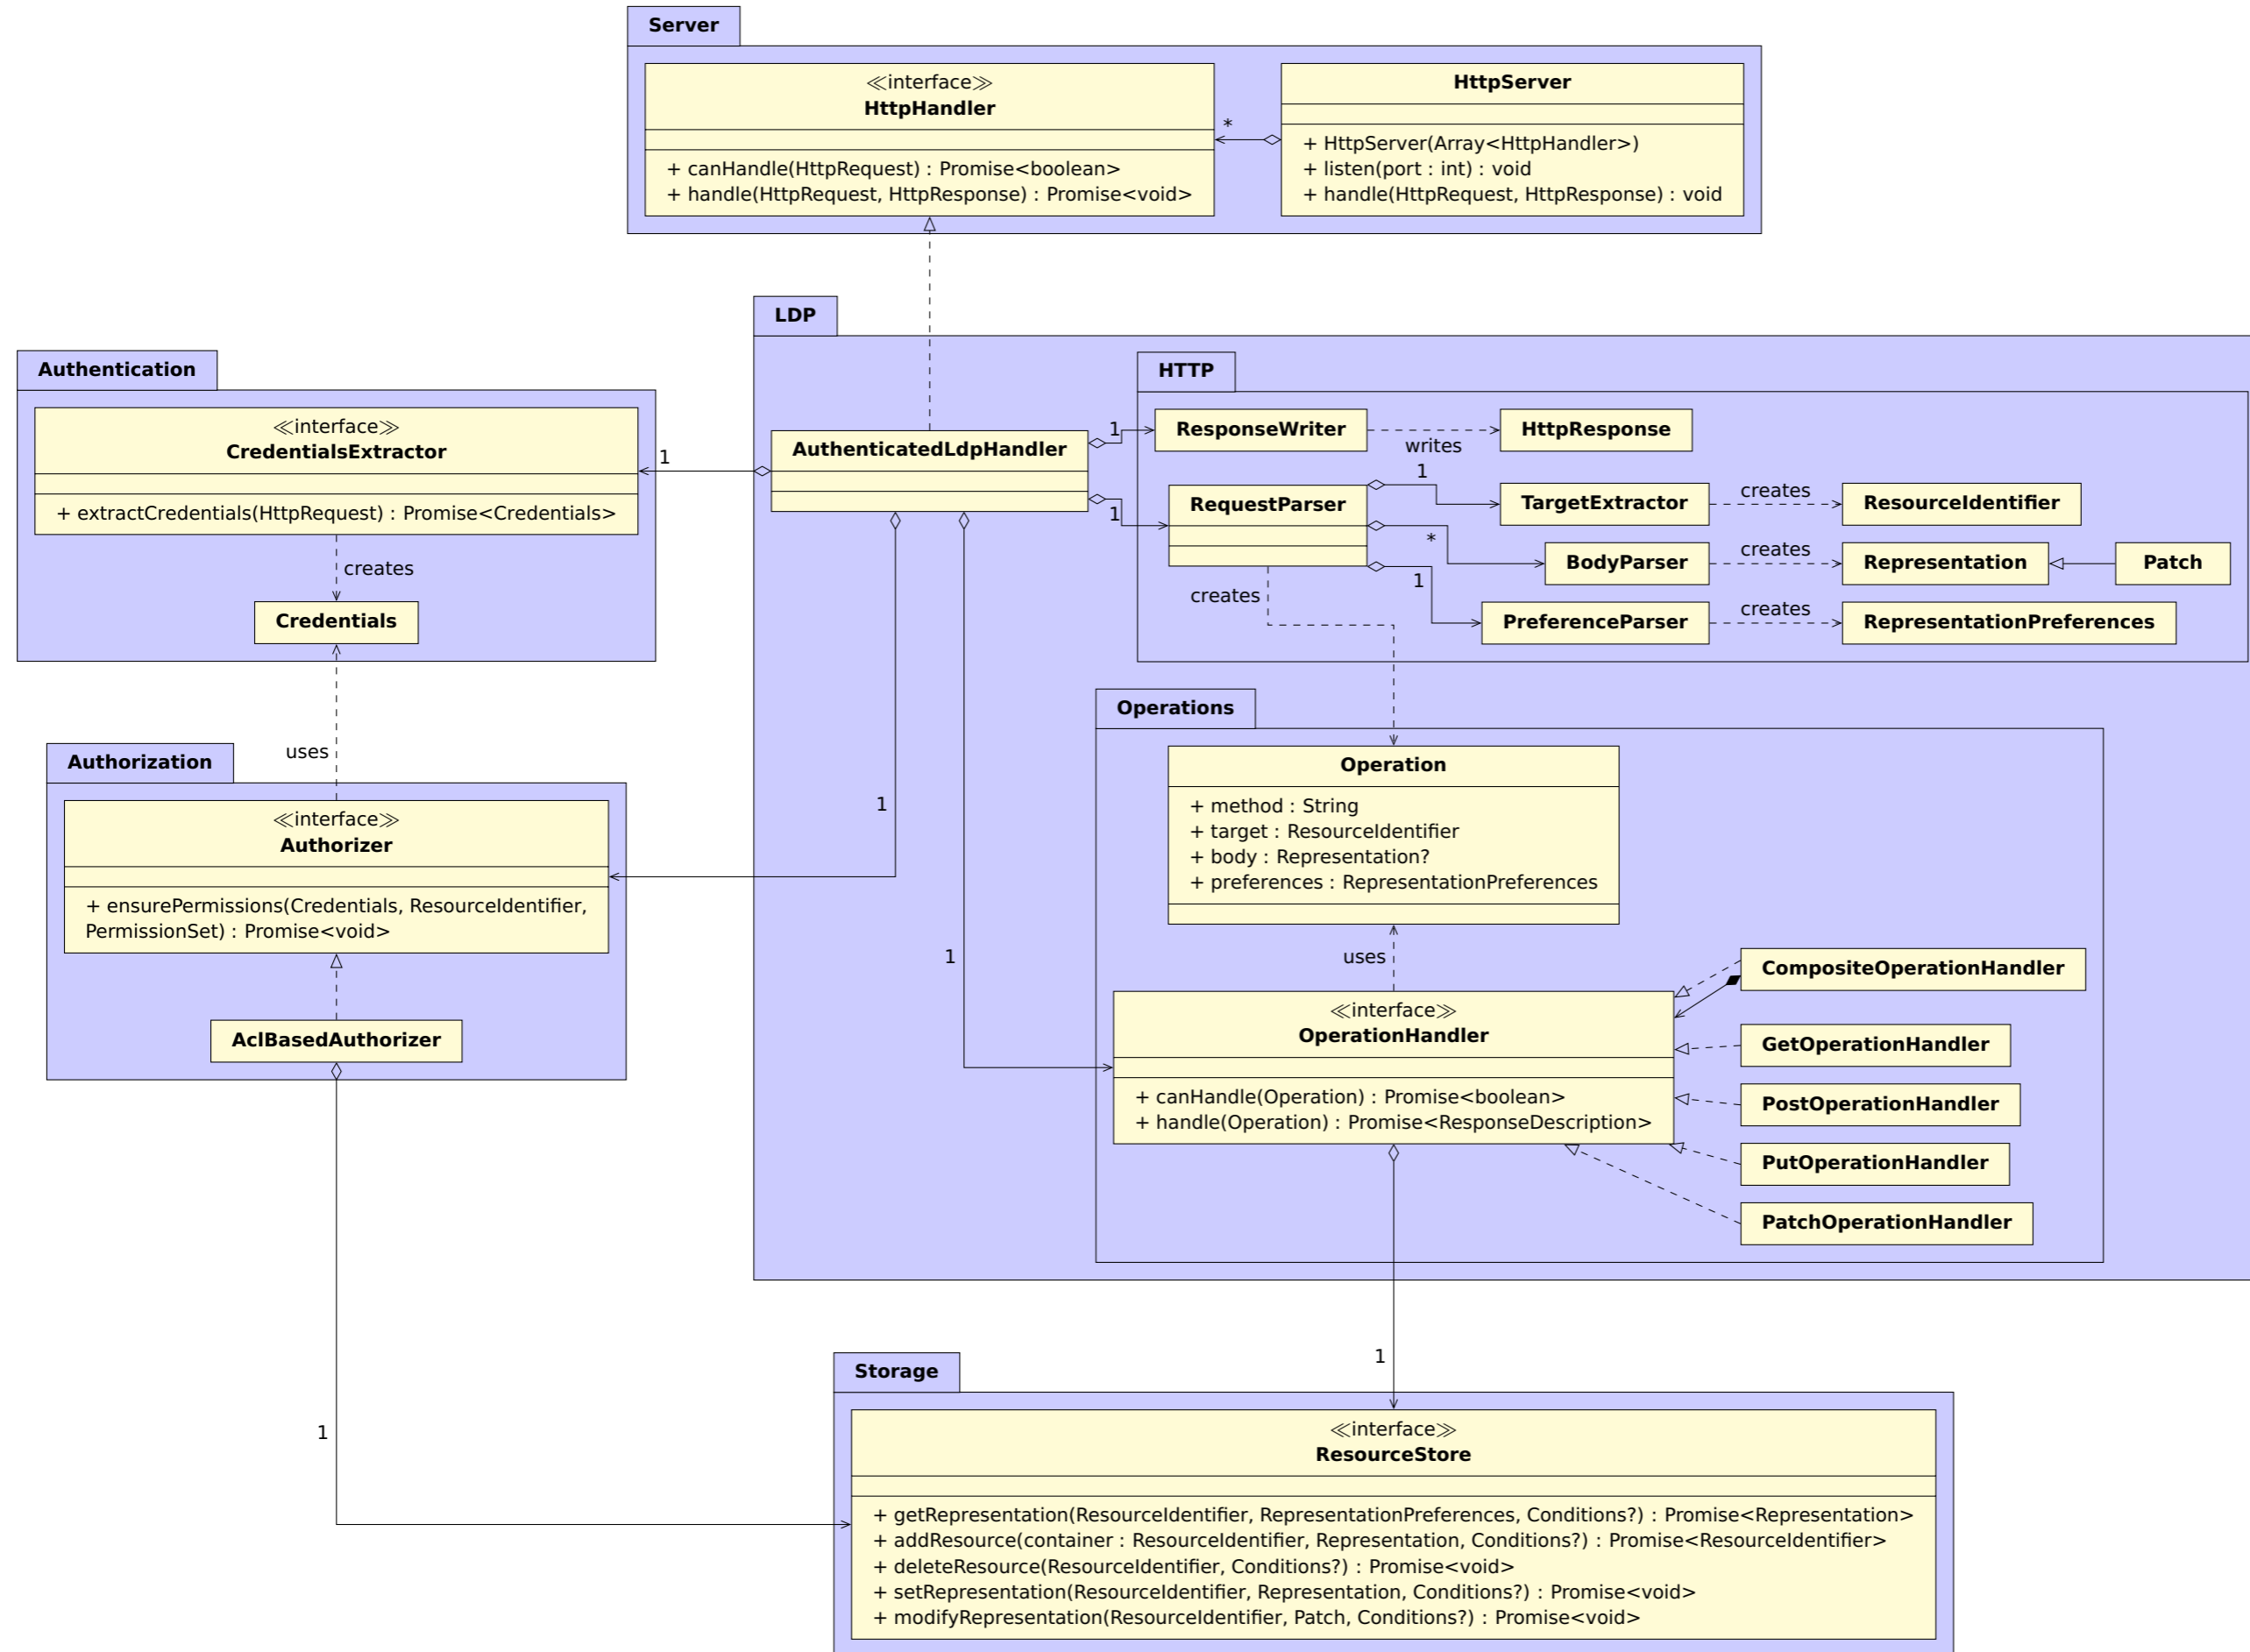 Server
≪interface≫
HttpHandler
+ canHandle(HttpRequest) : Promise<boolean>
+ handle(HttpRequest, HttpResponse) : Promise<void>
*
HttpServer
+ HttpServer(Array<HttpHandler>)
+ listen(port : int) : void
+ handle(HttpRequest, HttpResponse) : void
LDP
Authentication
≪interface≫
CredentialsExtractor
+ extractCredentials(HttpRequest) : Promise<Credentials>
creates
Credentials
1
AuthenticatedLdpHandler
1
1
HTTP
ResponseWriter
writes
HttpResponse
RequestParser
1
TargetExtractor
creates
ResourceIdentifier
*
BodyParser
creates
Representation
Patch
1
PreferenceParser
creates
RepresentationPreferences
creates
uses
Authorization
≪interface≫
Authorizer
+ ensurePermissions(Credentials, ResourceIdentifier,
PermissionSet) : Promise<void>
AclBasedAuthorizer
1
1
Operations
Operation
+ method : String
+ target : ResourceIdentifier
+ body : Representation?
+ preferences : RepresentationPreferences
uses
≪interface≫
OperationHandler
+ canHandle(Operation) : Promise<boolean>
+ handle(Operation) : Promise<ResponseDescription>
CompositeOperationHandler
GetOperationHandler
PostOperationHandler
PutOperationHandler
PatchOperationHandler
1
1
Storage
≪interface≫
ResourceStore
+ getRepresentation(ResourceIdentifier, RepresentationPreferences, Conditions?) : Promise<Representation>
+ addResource(container : ResourceIdentifier, Representation, Conditions?) : Promise<ResourceIdentifier>
+ deleteResource(ResourceIdentifier, Conditions?) : Promise<void>
+ setRepresentation(ResourceIdentifier, Representation, Conditions?) : Promise<void>
+ modifyRepresentation(ResourceIdentifier, Patch, Conditions?) : Promise<void>